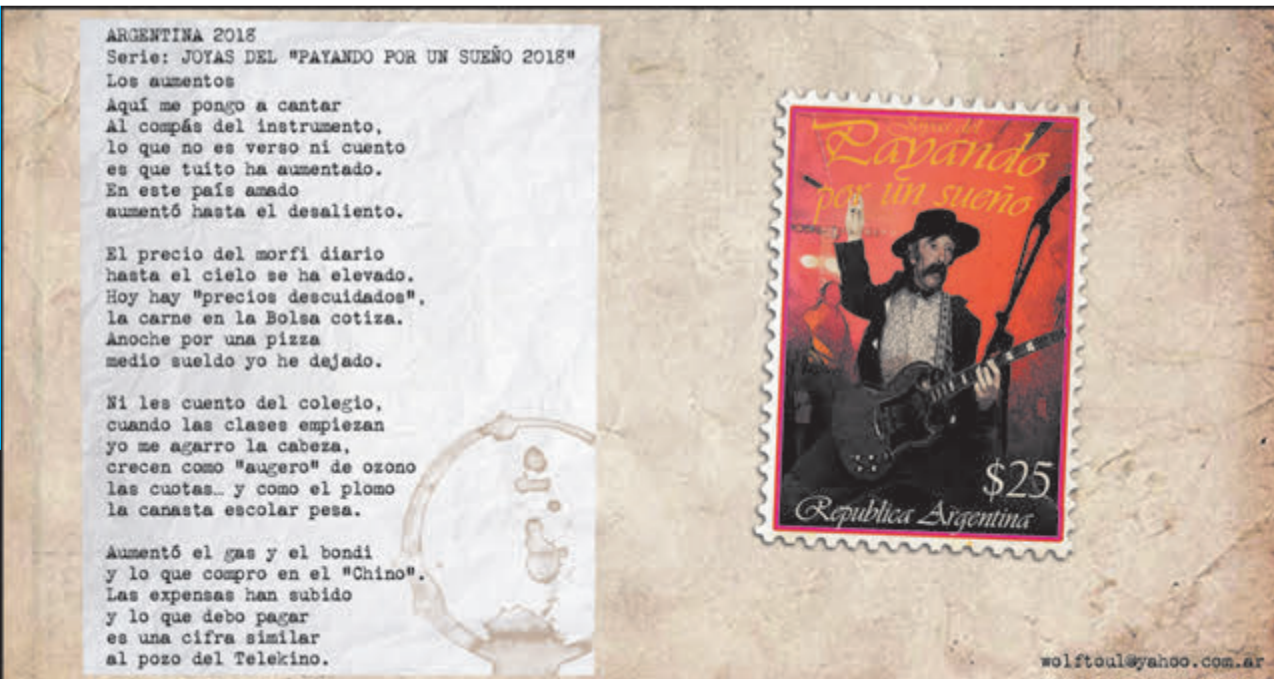 ARGENTINA 2018
Serie: JOYAS DEL "PAYANDO POR UN SUEÑO 2018"
Los aumentos
Aquí me pongo a cantar
Al compás del instrumento,
lo que no es verso ni cuento
es que tuito ha aumentado.
En este país amado
aumentó hasta el desaliento.
El precio del morfi diario
hasta el cielo se ha elevado.
Hoy hay "precios descuidados",
la carne en la Bolsa cotiza.
Anoche por una pizza
medio sueldo yo he dejado.
Ni les cuento del colegio,
cuando las clases empiezan
yo me agarro la cabeza,
crecen como "augero" de ozono
las cuotas… y como el plomo
la canasta escolar pesa.
Aumentó el gas y el bondi
y lo que compro en el "Chino".
Las expensas han subido
y lo que debo pagar
es una cifra similar
al pozo del Telekino.
Joyas del
Payando
por un sueño
$25
Republica Argentina
wolftoul@yahoo.com.ar